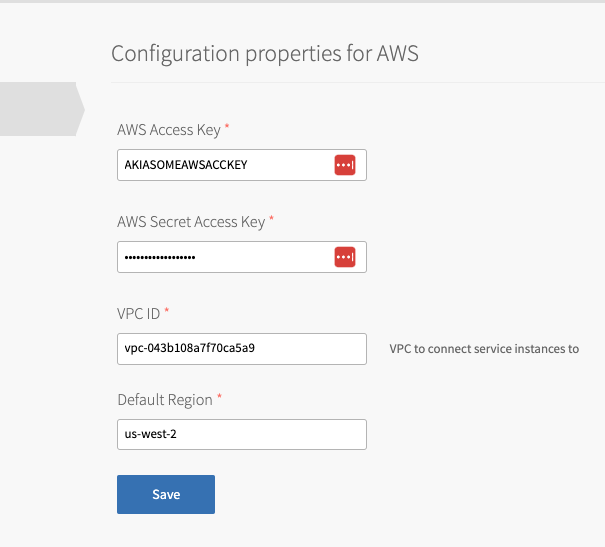 Configuration properties for AWS
AWS Access Key *
AKIASOMEAWSACCKEY
AWS Secret Access Key *
••••••••••••••••••
VPC ID *
vpc-043b108a7f70ca5a9
VPC to connect service instances to
Default Region *
us-west-2
Save